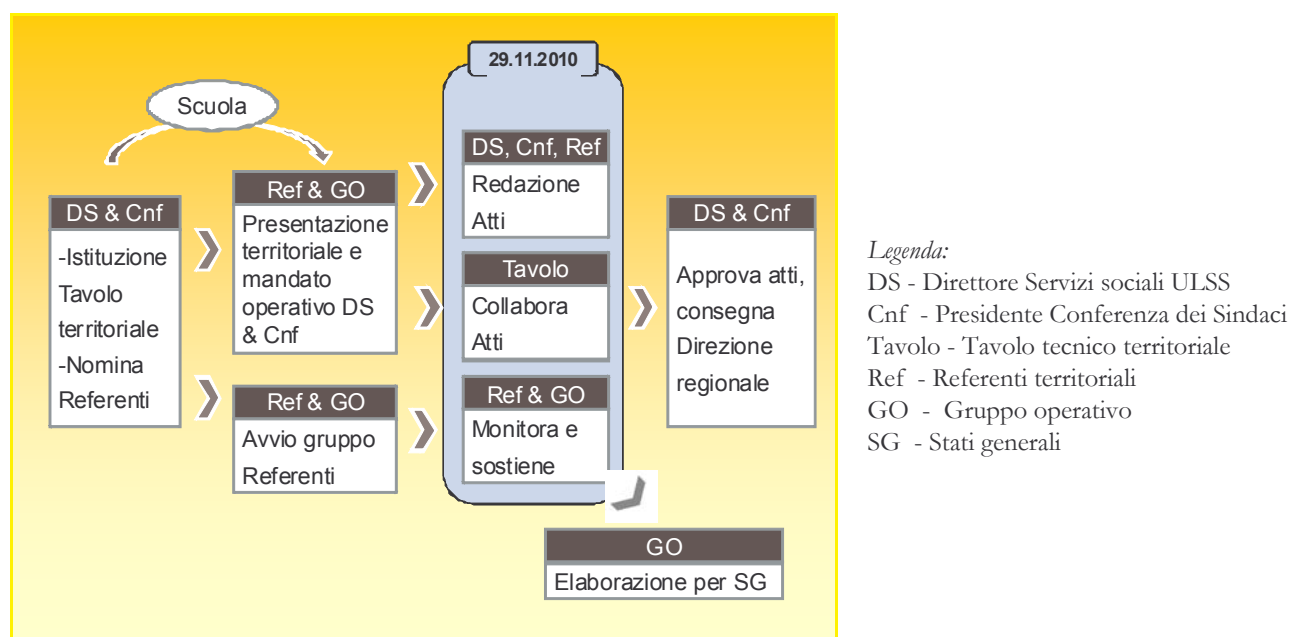 29.11.2010
Scuola
DS & Cnf
-Istituzione
Tavolo
territoriale
-Nomina
Referenti
Ref & GO
Presentazione
territoriale e
mandato
operativo DS
& Cnf
Ref & GO
Avvio gruppo
Referenti
DS, Cnf, Ref
Redazione
Atti
Tavolo
Collabora
Atti
Ref & GO
Monitora e
sostiene
DS & Cnf
Approva atti,
consegna
Direzione
regionale
GO
Elaborazione per SG
Legenda:
DS - Direttore Servizi sociali ULSS
Cnf - Presidente Conferenza dei Sindaci
Tavolo - Tavolo tecnico territoriale
Ref - Referenti territoriali
GO - Gruppo operativo
SG - Stati generali